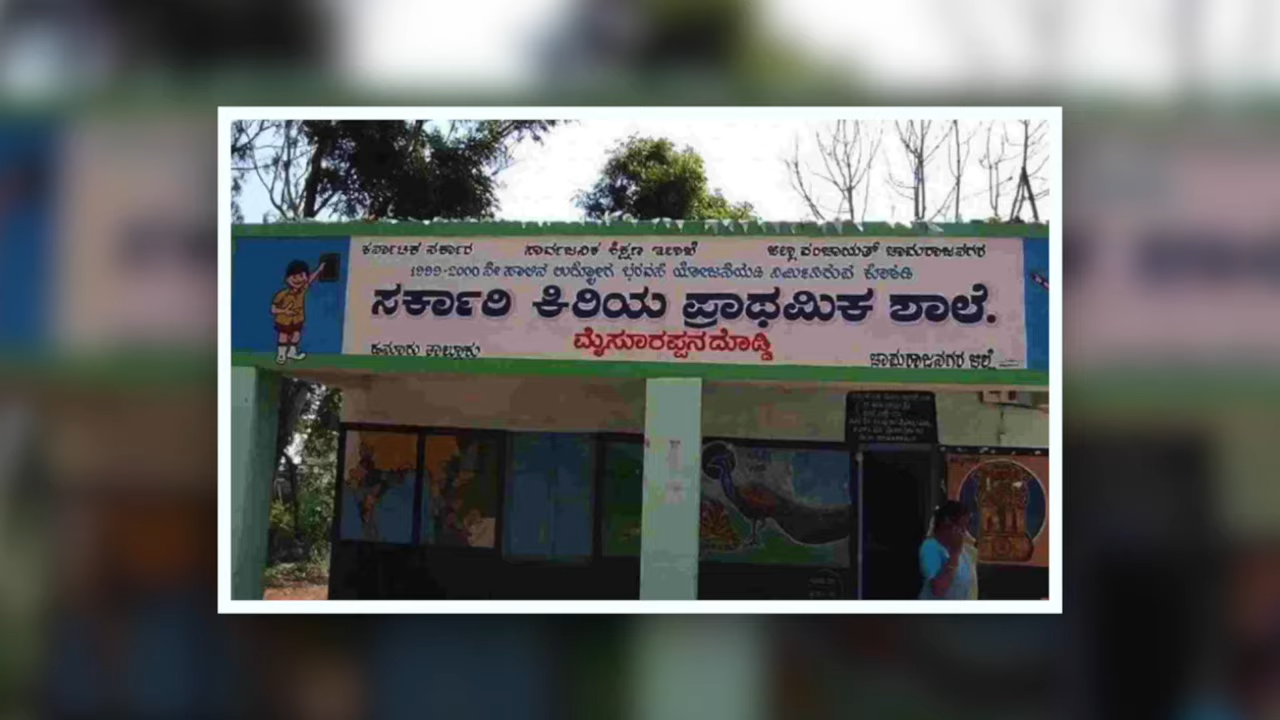 ಕರ್ನಾಟಕ ಸರ್ಕಾರ ಸಾರ್ವಜನಿಕ ಶಿಕ್ಷಣ ಇಲಾಖೆ ಜಿಲ್ಲಾ ಪಂಚಾಯತ್ ಚಾಮರಾಜನಗರ
1999-2000 ನೇ ಸಾಲಿನ ಉದ್ಯೋಗ ಭರವಸೆ ಯೋಜನೆಯಡಿ ನಿರ್ಮಿಸಿರುವ ಕೊಠಡಿ
ಸರ್ಕಾರಿ ಕಿರಿಯ ಪ್ರಾಥಮಿಕ ಶಾಲೆ.
ಮೈಸೂರಪ್ಪನದೊಡ್ಡಿ
ಹನೂರು ತಾಲ್ಲೂಕು ಚಾಮರಾಜನಗರ ಜಿಲ್ಲೆ